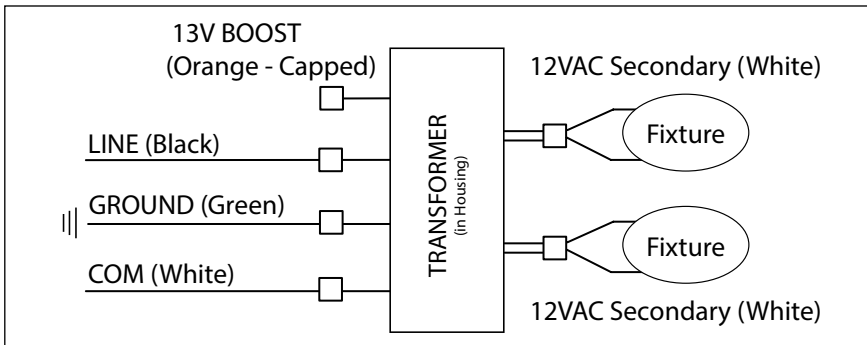 13V BOOST
(Orange - Capped)
LINE (Black)
GROUND (Green)
COM (White)
TRANSFORMER
(in Housing)
12VAC Secondary (White)
Fixture
Fixture
12VAC Secondary (White)